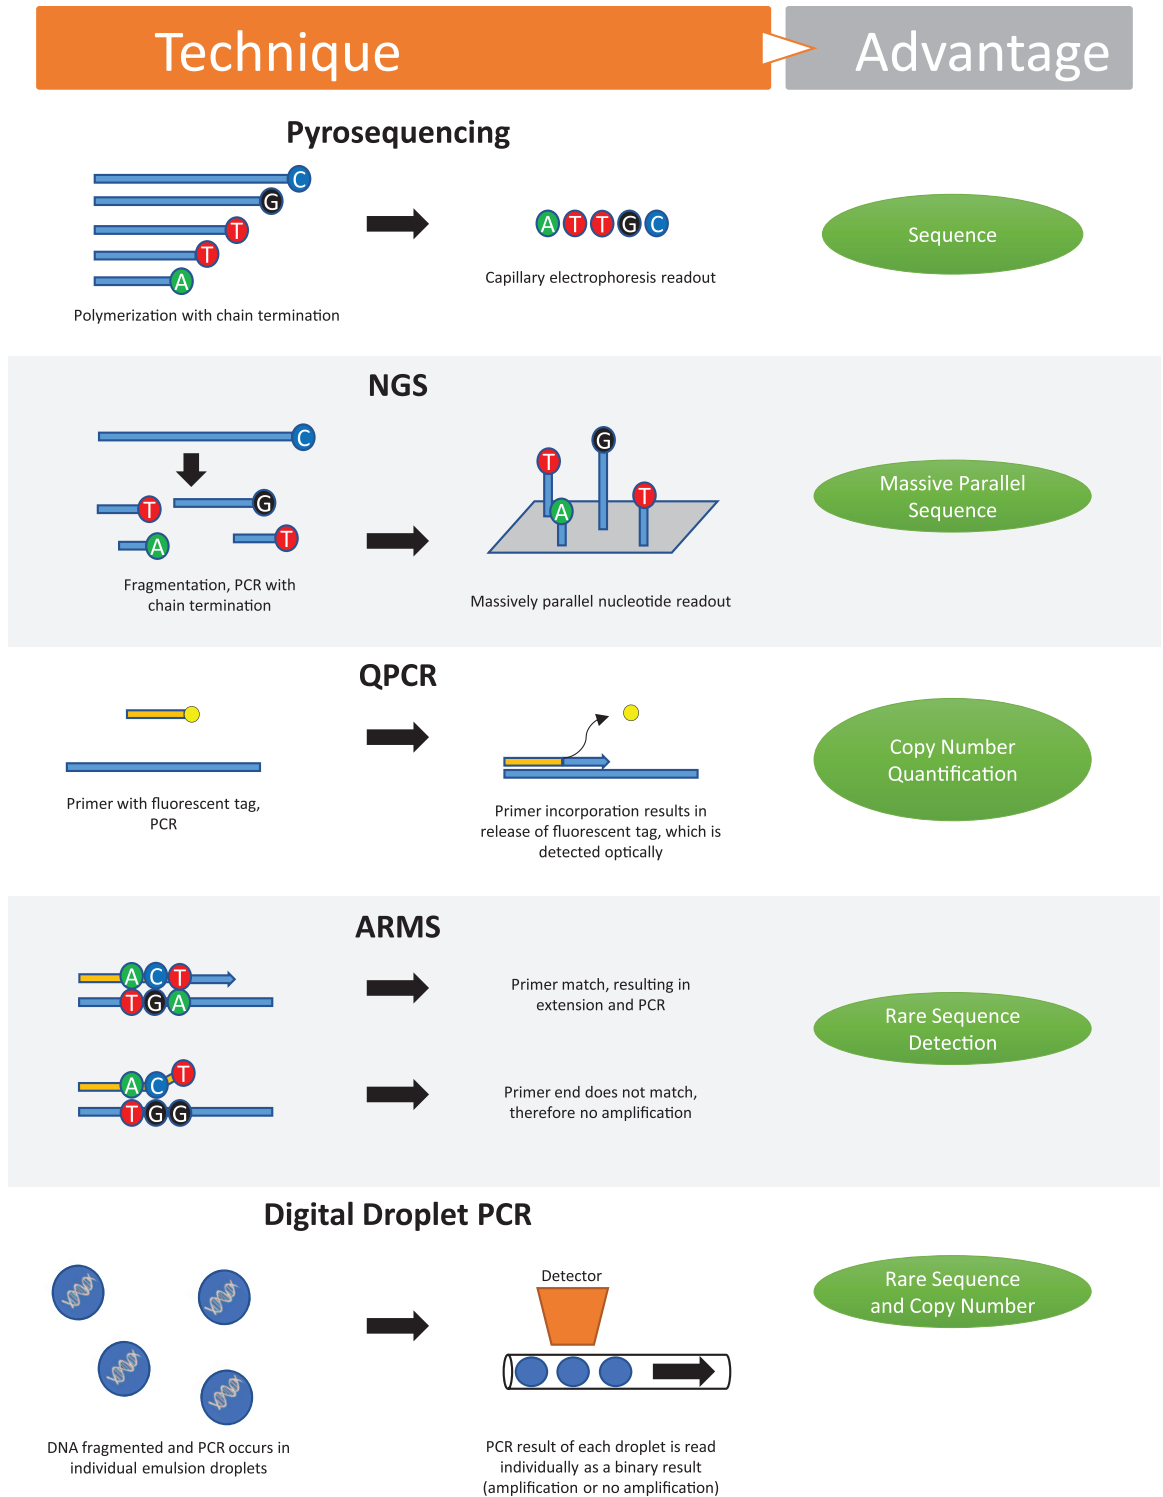 Technique
Advantage
Pyrosequencing
C
G
T
T
A
Polymerization with chain termination
A T T G C
Capillary electrophoresis readout
Sequence
NGS
C
T
G
A
T
Fragmentation, PCR with
chain termination
G
T
T
A
Massively parallel nucleotide readout
Massive Parallel
Sequence
QPCR
Primer with fluorescent tag,
PCR
Primer incorporation results in
release of fluorescent tag, which is
detected optically
Copy Number
Quantification
ARMS
A C T
T G A
Primer match, resulting in
extension and PCR
A C T
T G G
Primer end does not match,
therefore no amplification
Rare Sequence
Detection
Digital Droplet PCR
DNA fragmented and PCR occurs in
individual emulsion droplets
Detector
PCR result of each droplet is read
individually as a binary result
(amplification or no amplification)
Rare Sequence
and Copy Number